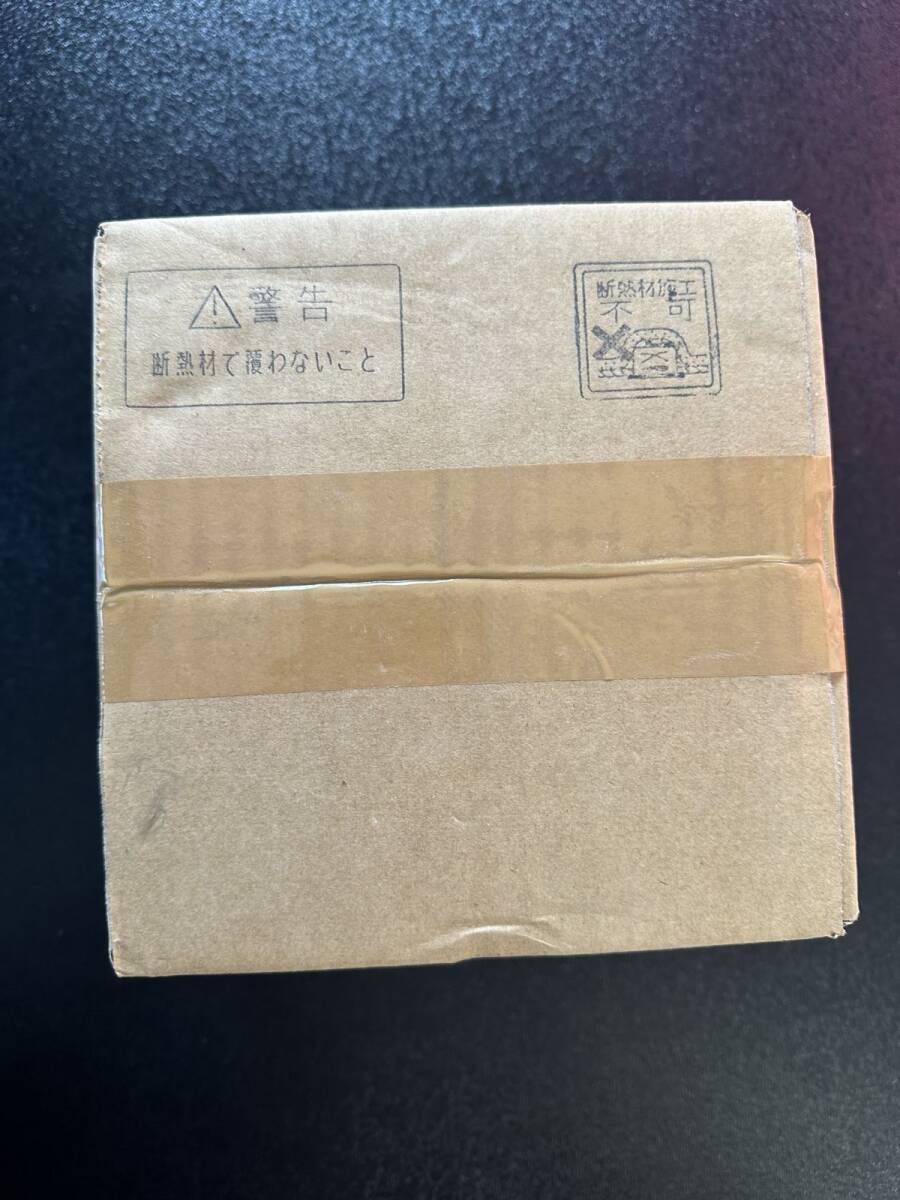 警告
断熱材で覆わないこと
断熱材施工
不可